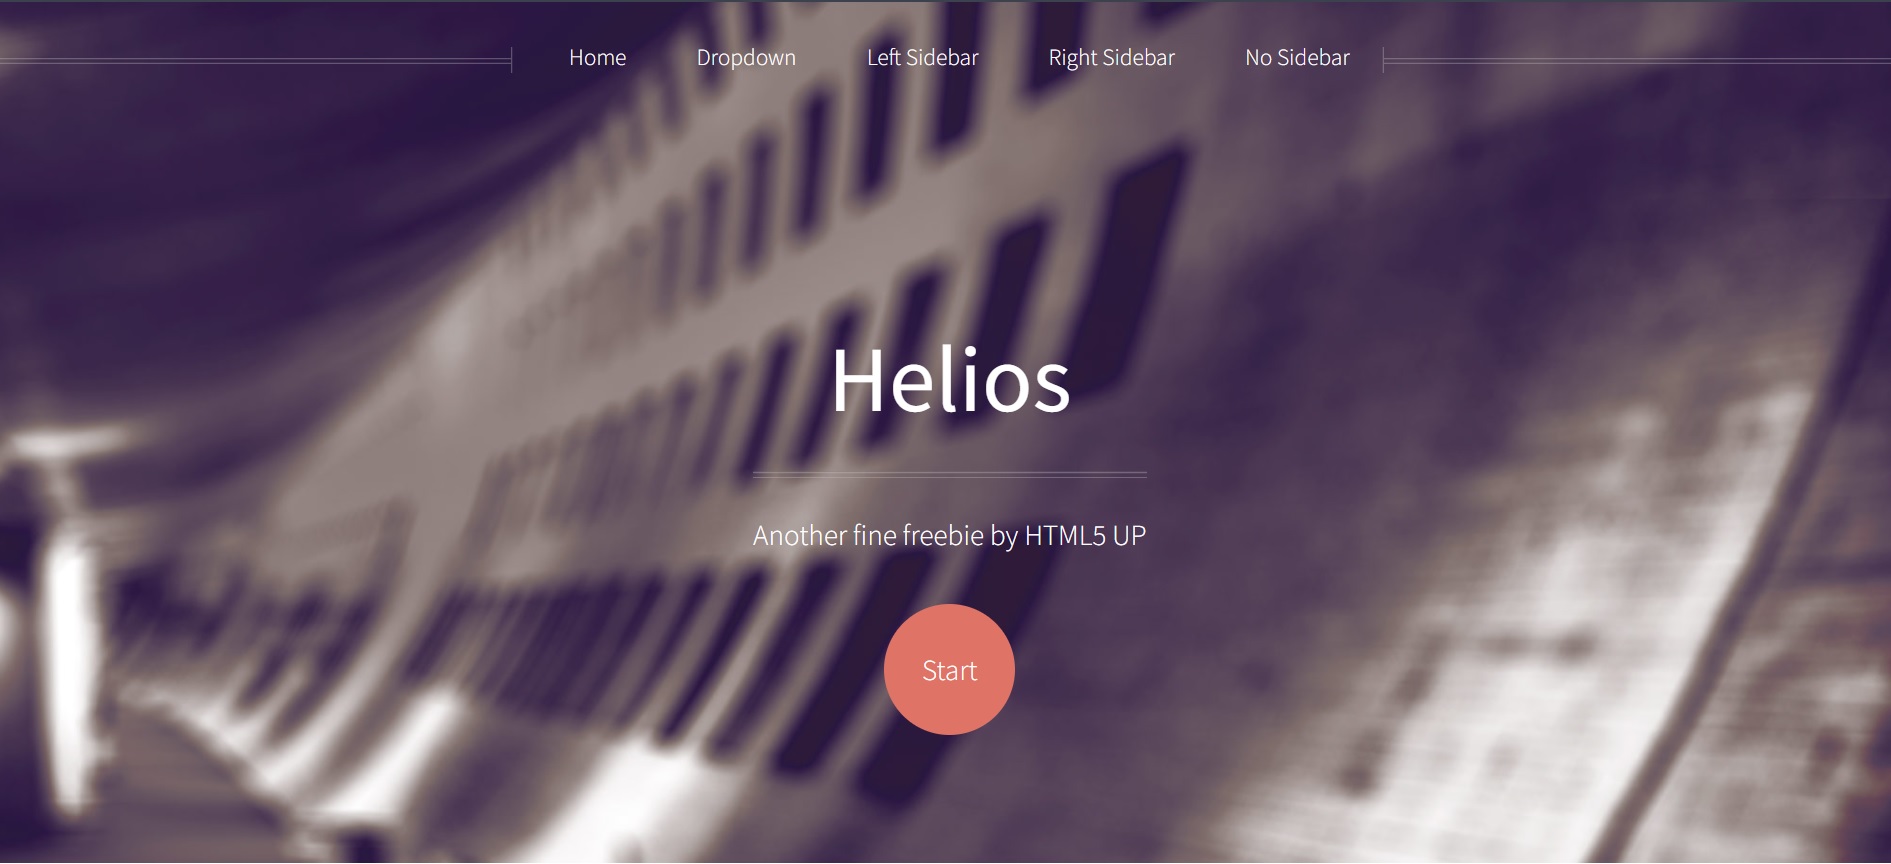 Home Dropdown Left Sidebar Right Sidebar No Sidebar
Helios
Another fine freebie by HTML5 UP
Start